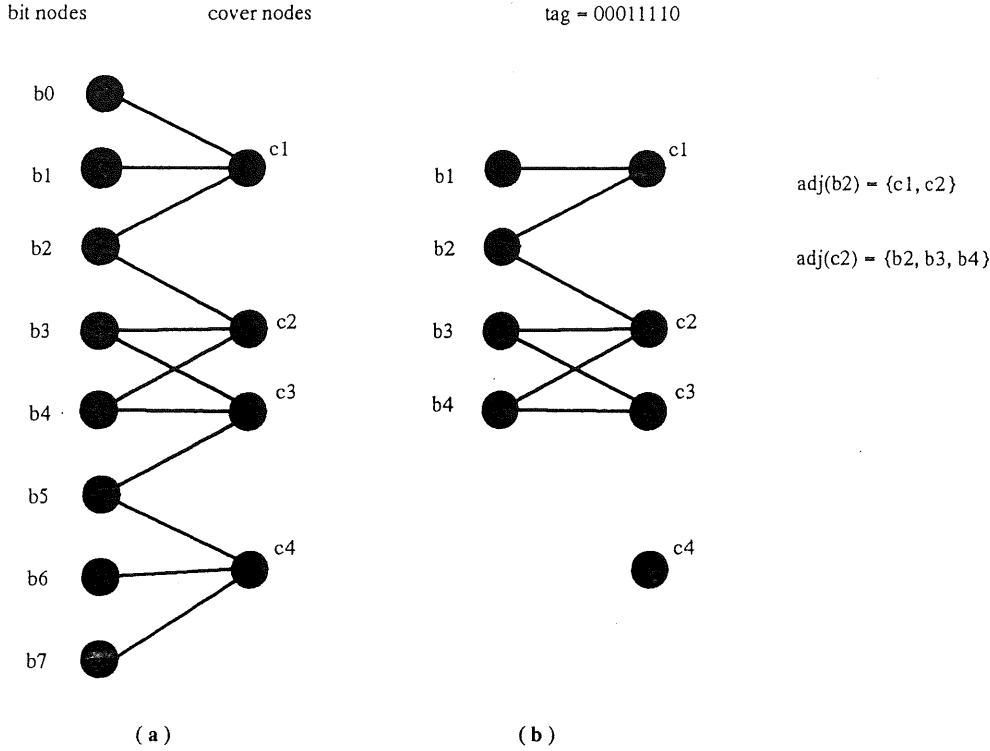 bit nodes
cover nodes
tag = 00011110
b0
b1
b2
b3
b4
b5
b6
b7
c1
c2
c3
c4
b1
b2
b3
b4
c1
c2
c3
c4
adj(b2) = {c1, c2}
adj(c2) = {b2, b3, b4}
(a)
(b)